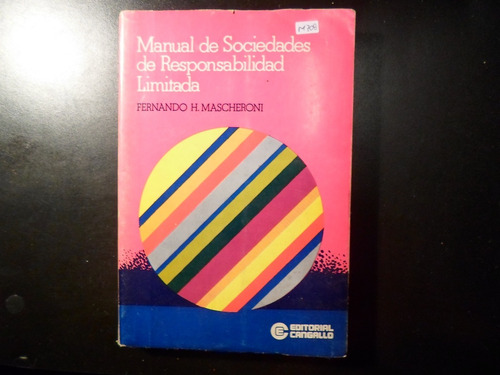 Manual de Sociedades
de Responsabilidad
Limitada
FERNANDO H. MASCHERONI
EDITORIAL
CANGALLO